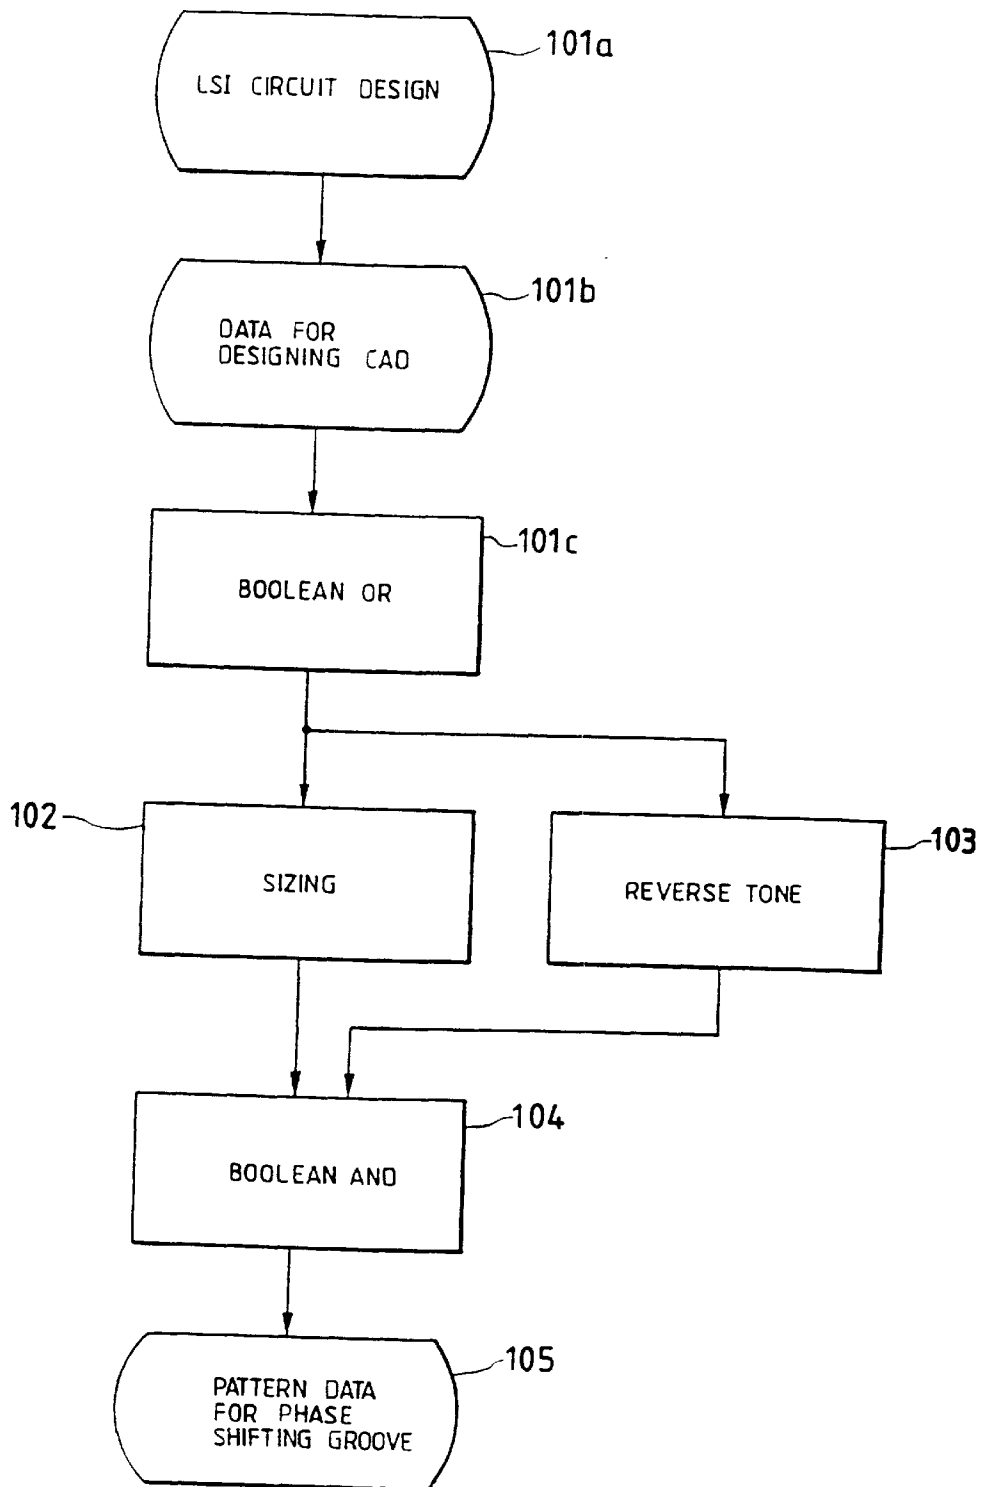 101a
LSI CIRCUIT DESIGN
101b
DATA FOR
DESIGNING CAD
101c
BOOLEAN OR
102
SIZING
103
REVERSE TONE
104
BOOLEAN AND
105
PATTERN DATA
FOR PHASE
SHIFTING GROOVE